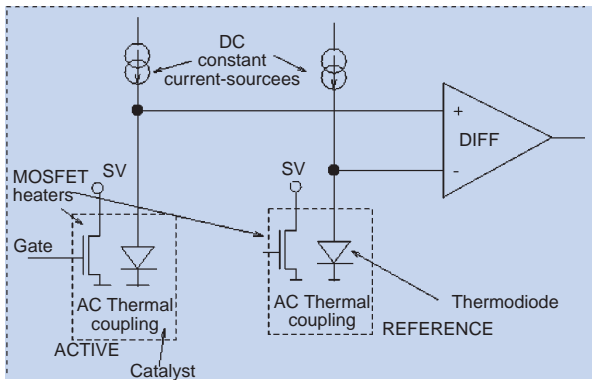 DC
constant
current-sourcees
+
DIFF
-
MOSFET
heaters
SV
SV
Gate
AC Thermal
coupling
AC Thermal
coupling
Thermodiode
ACTIVE
REFERENCE
Catalyst